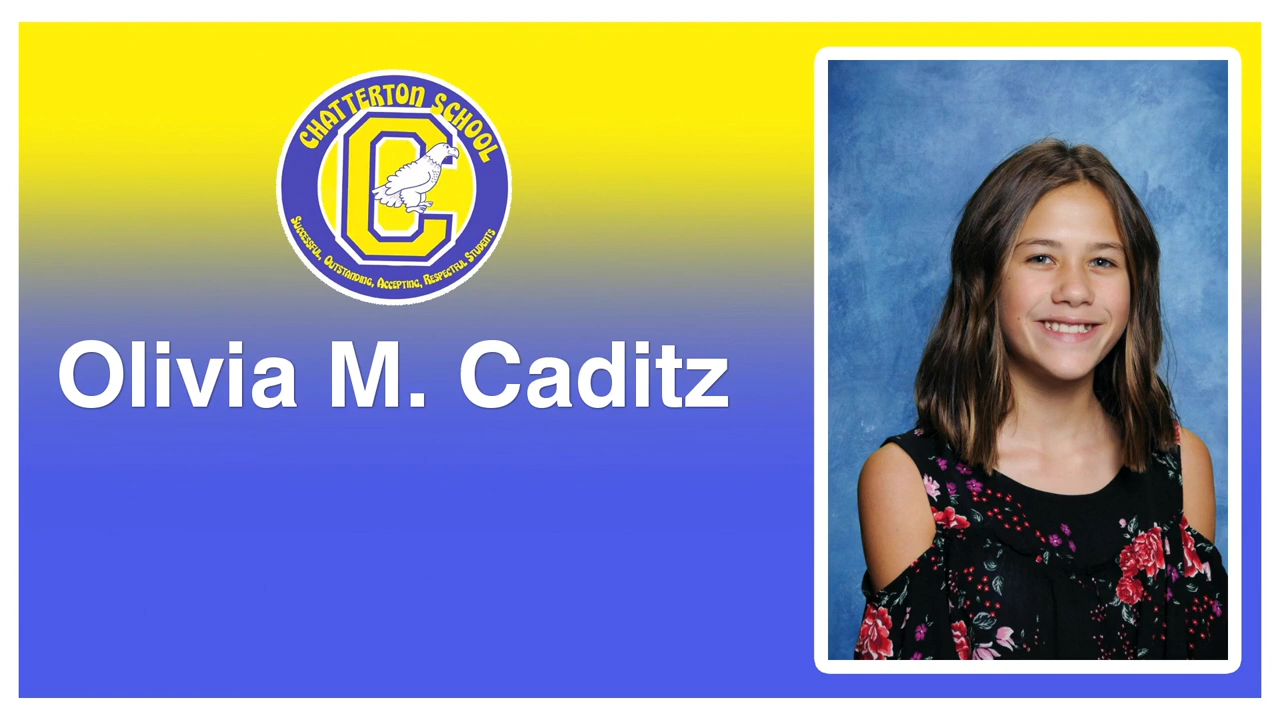 CHATTERTON SCHOOL
C
SUCCESSFUL, OUTSTANDING, ACCEPTING, RESPECTFUL STUDENTS
Olivia M. Caditz